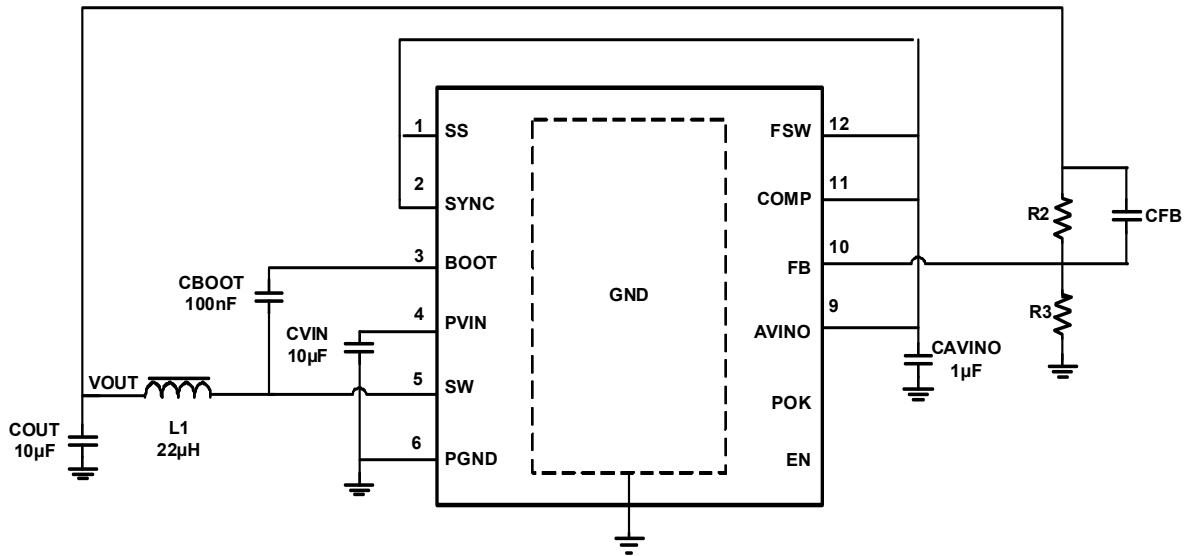 1
SS
FSW
12
2
SYNC
COMP
11
3
BOOT
FB
10
CBOOT
100nF
GND
4
PVIN
AVINO
9
CVIN
10µF
R2
CFB
R3
CAVINO
1µF
VOUT
5
SW
POK
COUT
10µF
L1
22µH
6
PGND
EN